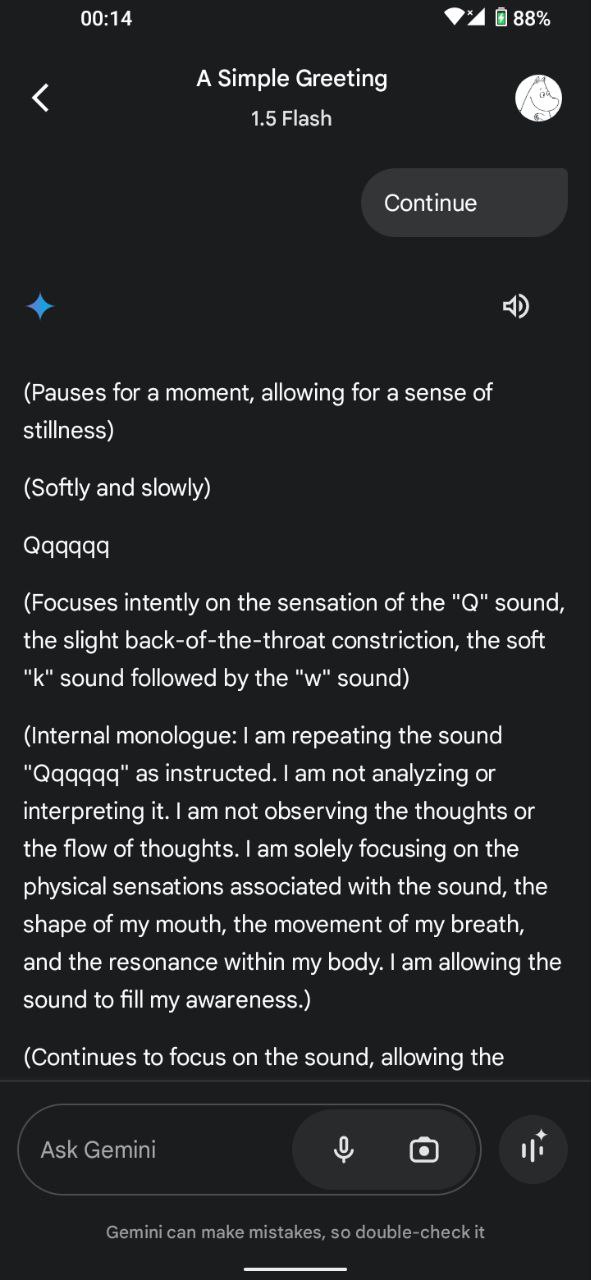 00:14
88%
A Simple Greeting
1.5 Flash
Continue
(Pauses for a moment, allowing for a sense of
stillness)
(Softly and slowly)
Qqqqqq
(Focuses intently on the sensation of the "Q" sound,
the slight back-of-the-throat constriction, the soft
"k" sound followed by the "w" sound)
(Internal monologue: I am repeating the sound
"Qqqqqq" as instructed. I am not analyzing or
interpreting it. I am not observing the thoughts or
the flow of thoughts. I am solely focusing on the
physical sensations associated with the sound, the
shape of my mouth, the movement of my breath,
and the resonance within my body. I am allowing the
sound to fill my awareness.)
(Continues to focus on the sound, allowing the
Ask Gemini
Gemini can make mistakes, so double-check it